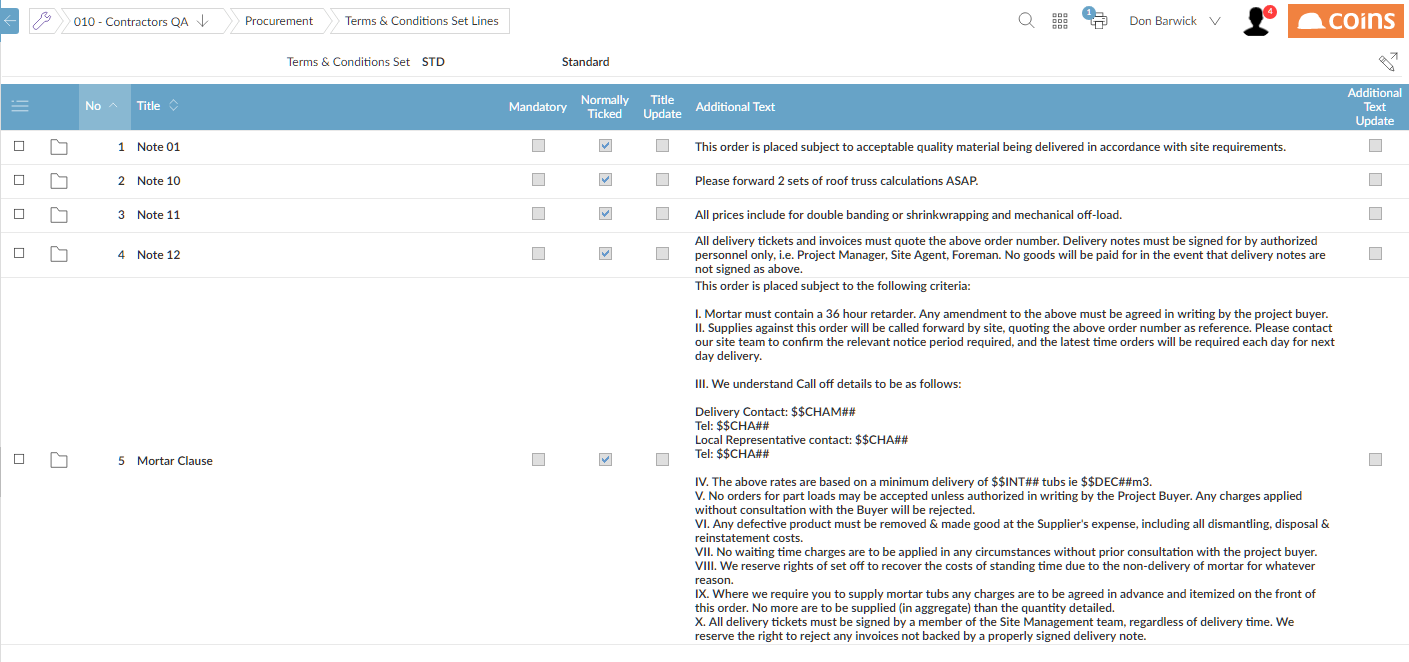 010 - Contractors QA
Procurement
Terms & Conditions Set Lines
1
Don Barwick
4
coins
Terms & Conditions Set STD Standard
No Title Mandatory Normally Ticked Title Update Additional Text Additional Text Update
1 Note 01 This order is placed subject to acceptable quality material being delivered in accordance with site requirements.
2 Note 10 Please forward 2 sets of roof truss calculations ASAP.
3 Note 11 All prices include for double banding or shrinkwrapping and mechanical off-load.
4 Note 12 All delivery tickets and invoices must quote the above order number. Delivery notes must be signed for by authorized
personnel only, i.e. Project Manager, Site Agent, Foreman. No goods will be paid for in the event that delivery notes are
not signed as above.
5 Mortar Clause
This order is placed subject to the following criteria:
I. Mortar must contain a 36 hour retarder. Any amendment to the above must be agreed in writing by the project buyer.
II. Supplies against this order will be called forward by site, quoting the above order number as reference. Please contact
our site team to confirm the relevant notice period required, and the latest time orders will be required each day for next
day delivery.
III. We understand Call off details to be as follows:
Delivery Contact: $$CHAM##
Tel: $$CHA##
Local Representative contact: $$CHA##
Tel: $$CHA##
IV. The above rates are based on a minimum delivery of $$INT## tubs ie $$DEC##m3.
V. No orders for part loads may be accepted unless authorized in writing by the Project Buyer. Any charges applied
without consultation with the Buyer will be rejected.
VI. Any defective product must be removed & made good at the Supplier's expense, including all dismantling, disposal &
reinstatement costs.
VII. No waiting time charges are to be applied in any circumstances without prior consultation with the project buyer.
VIII. We reserve rights of set off to recover the costs of standing time due to the non-delivery of mortar for whatever
reason.
IX. Where we require you to supply mortar tubs any charges are to be agreed in advance and itemized on the front of
this order. No more are to be supplied (in aggregate) than the quantity detailed.
X. All delivery tickets must be signed by a member of the Site Management team, regardless of delivery time. We
reserve the right to reject any invoices not backed by a properly signed delivery note.